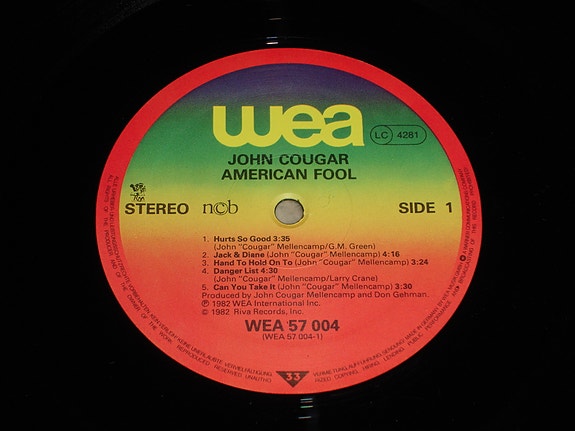 wea
LC 4281
JOHN COUGAR
AMERICAN FOOL
STEREO ncb SIDE 1
1. Hurts So Good 3:35
(John "Cougar" Mellencamp/G.M. Green)
2. Jack & Diane (John "Cougar" Mellencamp) 4:16
3. Hand To Hold On To (John "Cougar" Mellencamp) 3:24
4. Danger List 4:30
(John "Cougar" Mellencamp/Larry Crane)
5. Can You Take It (John "Cougar" Mellencamp) 3:30
Produced by John Cougar Mellencamp and Don Gehman.
Ⓟ 1982 WEA International Inc.
© 1982 Riva Records, Inc.
WEA 57 004
(WEA 57 004-1)
33